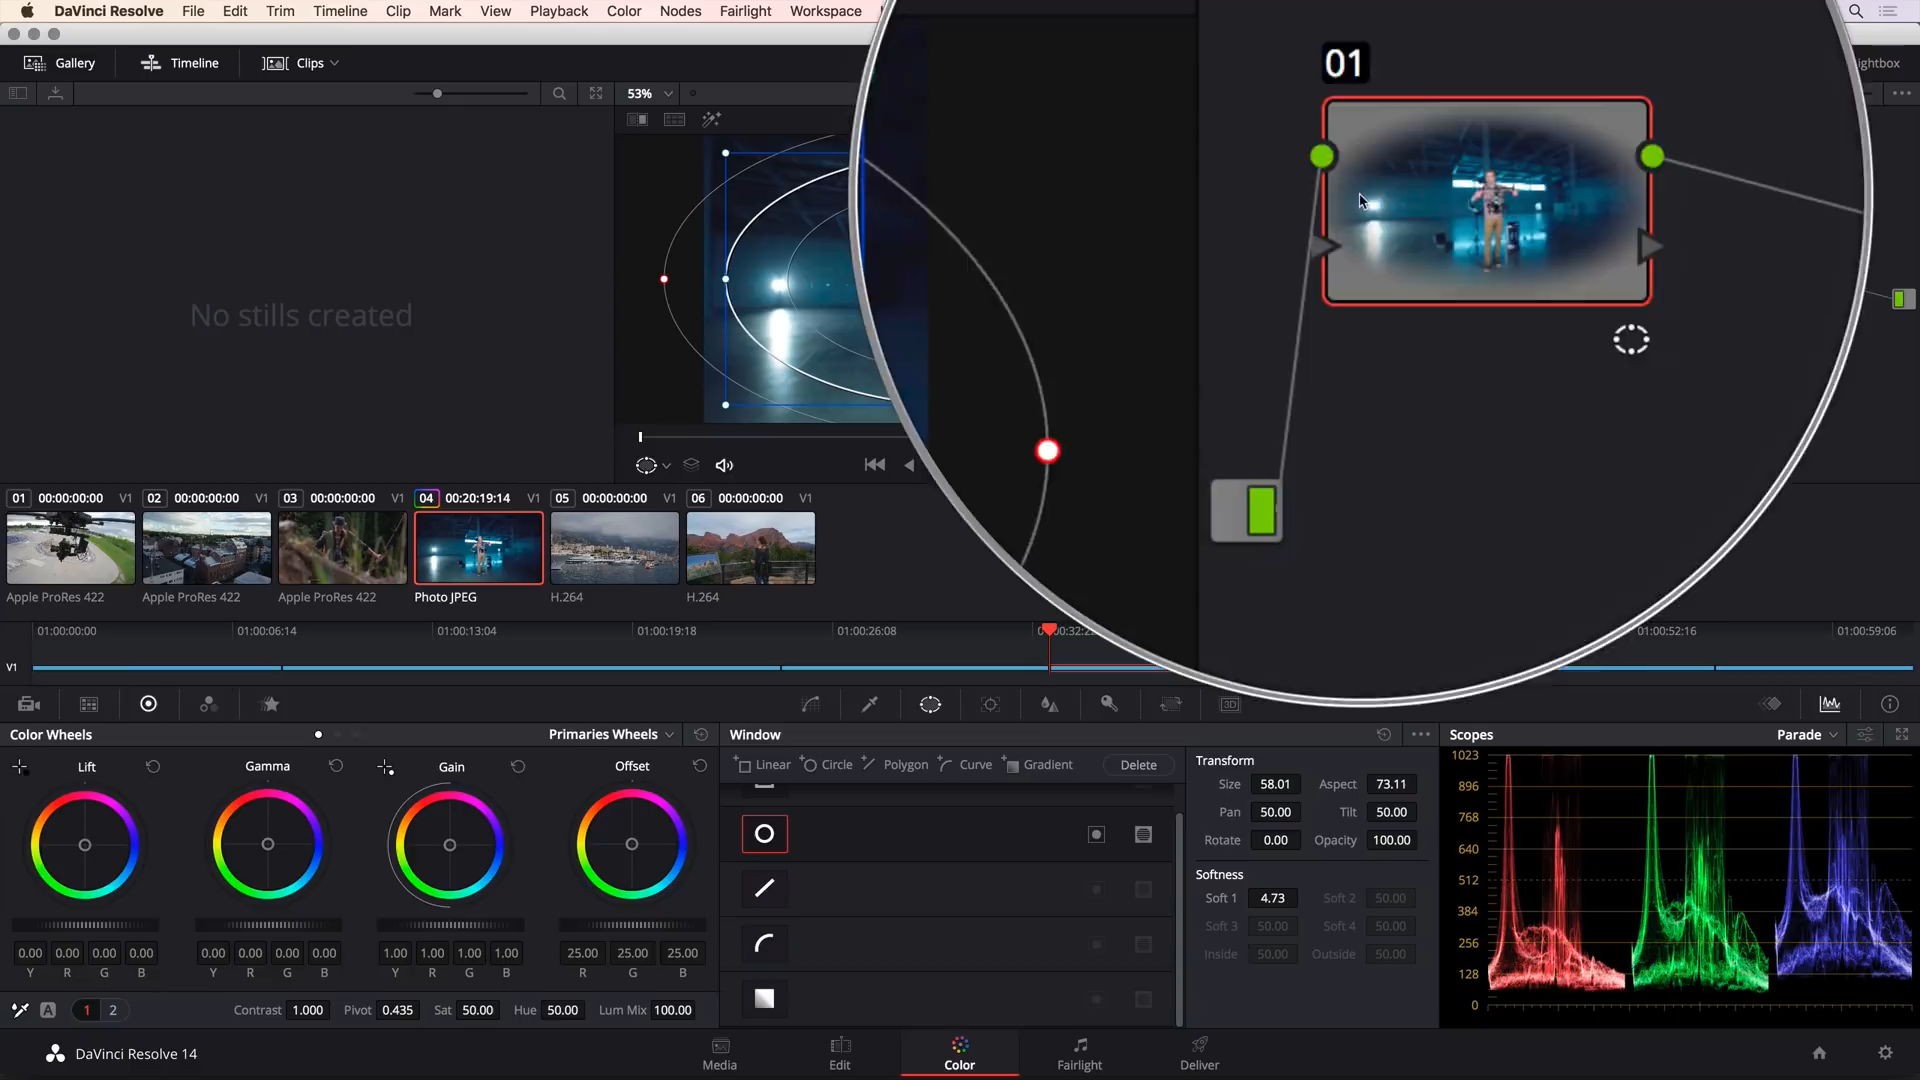 DaVinci Resolve File Edit Trim Timeline Clip Mark View Playback Color Nodes Fairlight Workspace
Gallery Timeline Clips ightbox
53%
01
No stills created
01 00:00:00:00 V1 02 00:00:00:00 V1 03 00:00:00:00 V1 04 00:20:19:14 V1 05 00:00:00:00 V1 06 00:00:00:00 V1
Apple ProRes 422 Apple ProRes 422 Apple ProRes 422 Photo JPEG H.264 H.264
01:00:00:00 01:00:06:14 01:00:13:04 01:00:19:18 01:00:26:08 01:00:52:16 01:00:59:06
V1
3D
Color Wheels Primaries Wheels Window Scopes Parade
Lift Gamma Gain Offset
Linear Circle Polygon Curve Gradient Delete
Transform
Size 58.01 Aspect 73.11
Pan 50.00 Tilt 50.00
Rotate 0.00 Opacity 100.00
Softness
Soft 1 4.73 Soft 2 50.00
Soft 3 50.00 Soft 4 50.00
Inside 50.00 Outside 50.00
1023
896
768
640
512
384
256
128
0
0.00 0.00 0.00 0.00 0.00 0.00 0.00 0.00 1.00 1.00 1.00 1.00 25.00 25.00 25.00
Y R G B Y R G B Y R G B R G B
A 1 2 Contrast 1.000 Pivot 0.435 Sat 50.00 Hue 50.00 Lum Mix 100.00
DaVinci Resolve 14
Media Edit Color Fairlight Deliver